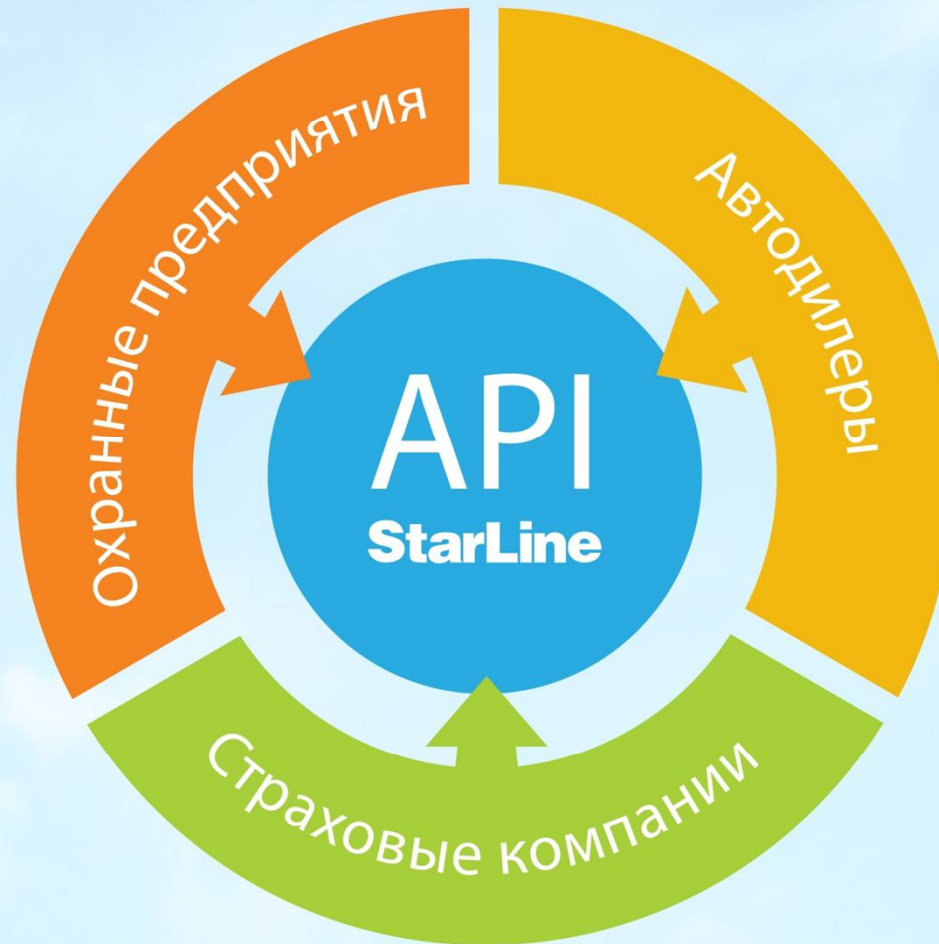 Охранные предприятия
Автодилеры
API
StarLine
Страховые компании